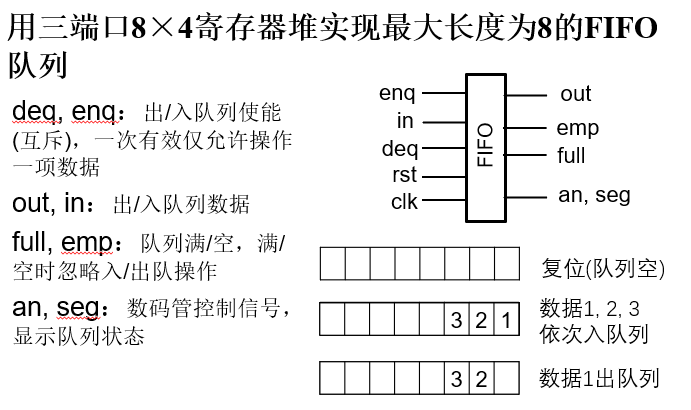 用三端口8×4寄存器堆实现最大长度为8的FIFO
队列
deq, enq：出/入队列使能
(互斥)，一次有效仅允许操作
一项数据
out, in：出/入队列数据
full, emp：队列满/空，满/
空时忽略入/出队操作
an, seg：数码管控制信号，
显示队列状态
enq
in
deq
rst
clk
FIFO
out
emp
full
an, seg
复位(队列空)
3 2 1
数据1, 2, 3
依次入队列
3 2
数据1出队列